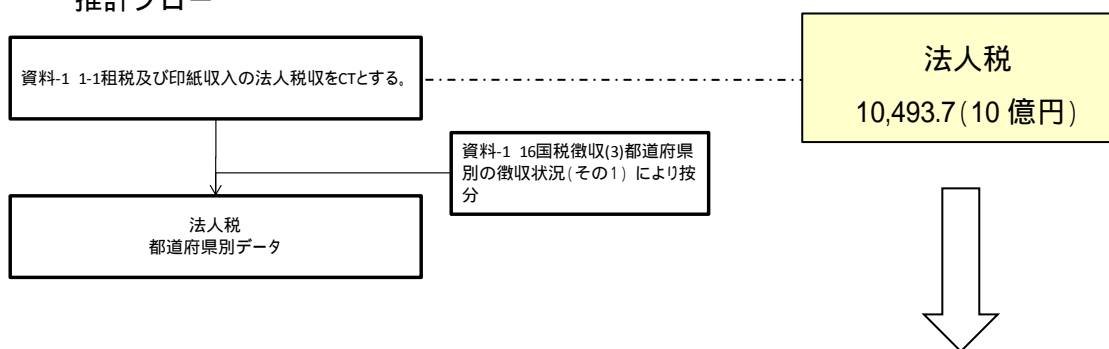 推計フロー
資料-1 1-1租税及び印紙収入の法人税収をCTとする。
法人税
10,493.7(10 億円)
資料-1 16国税徴収(3)都道府県
別の徴収状況(その1) により按
分
法人税
都道府県別データ